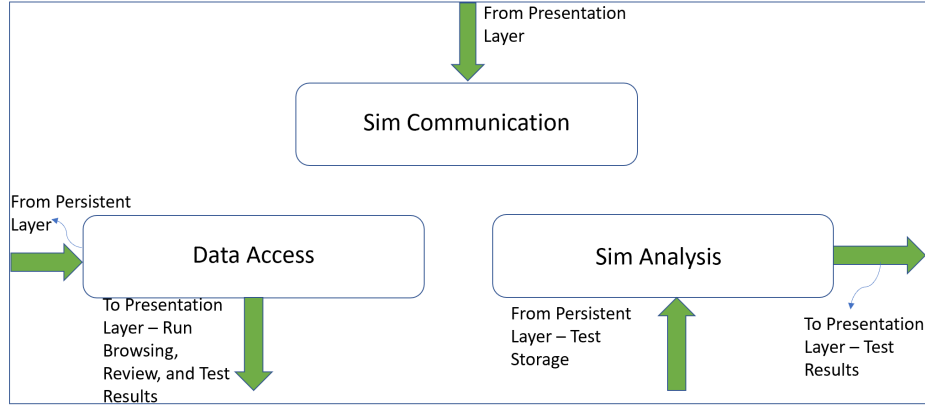 From Presentation
Layer
Sim Communication
From Persistent
Layer
Data Access
Sim Analysis
To Presentation
Layer – Run
Browsing,
Review, and Test
Results
From Persistent
Layer – Test
Storage
To Presentation
Layer – Test
Results